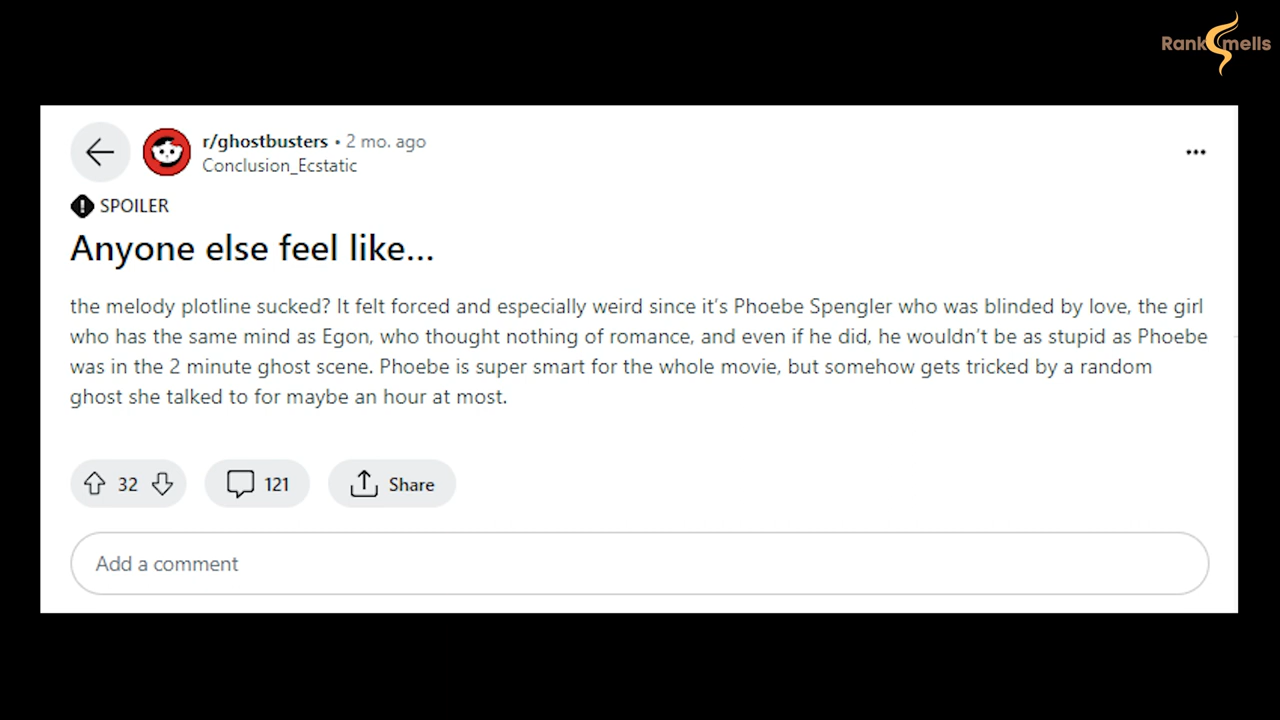 Rank mells
r/ghostbusters • 2 mo. ago
Conclusion_Ecstatic
SPOILER
Anyone else feel like...
the melody plotline sucked? It felt forced and especially weird since it's Phoebe Spengler who was blinded by love, the girl
who has the same mind as Egon, who thought nothing of romance, and even if he did, he wouldn't be as stupid as Phoebe
was in the 2 minute ghost scene. Phoebe is super smart for the whole movie, but somehow gets tricked by a random
ghost she talked to for maybe an hour at most.
32
121
Share
Add a comment